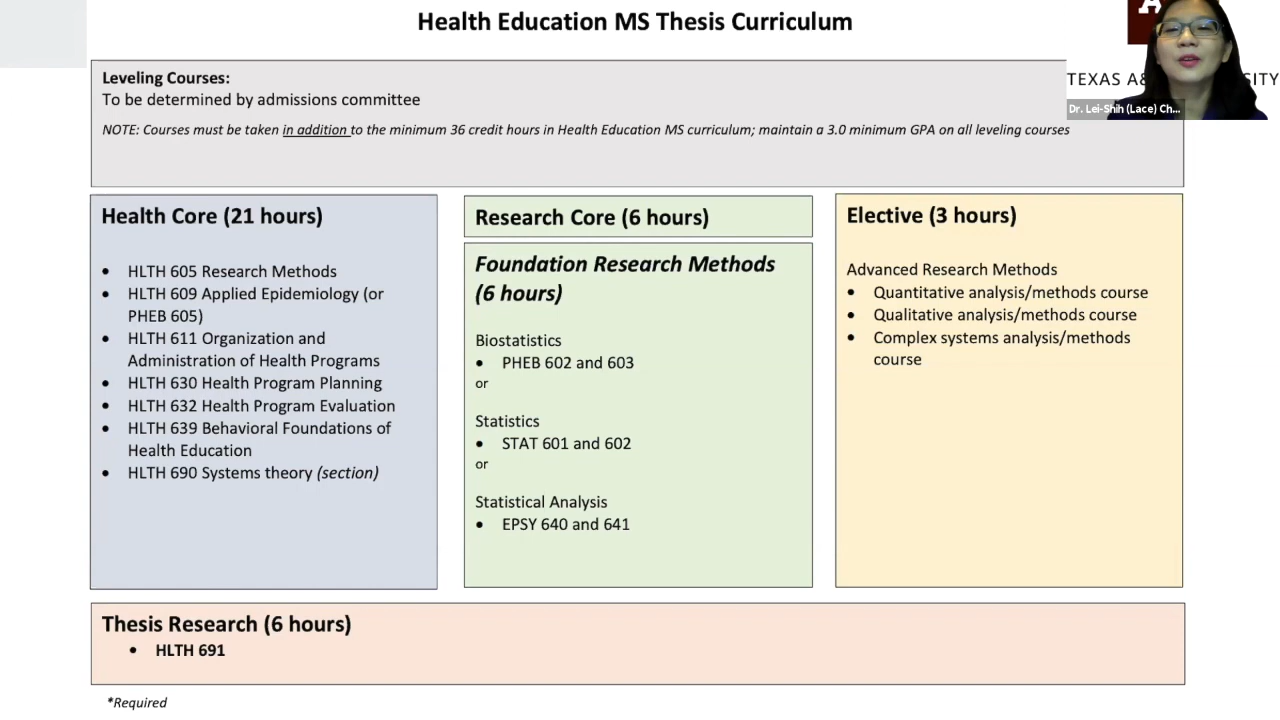 Health Education MS Thesis Curriculum
TEXAS A&
SITY
Dr. Lei-Shih (Lace) Ch...
Leveling Courses:
To be determined by admissions committee
NOTE: Courses must be taken in addition to the minimum 36 credit hours in Health Education MS curriculum; maintain a 3.0 minimum GPA on all leveling courses
Health Core (21 hours)
• HLTH 605 Research Methods
• HLTH 609 Applied Epidemiology (or
PHEB 605)
• HLTH 611 Organization and
Administration of Health Programs
• HLTH 630 Health Program Planning
• HLTH 632 Health Program Evaluation
• HLTH 639 Behavioral Foundations of
Health Education
• HLTH 690 Systems theory (section)
Research Core (6 hours)
Foundation Research Methods
(6 hours)
Biostatistics
• PHEB 602 and 603
or
Statistics
• STAT 601 and 602
or
Statistical Analysis
• EPSY 640 and 641
Elective (3 hours)
Advanced Research Methods
• Quantitative analysis/methods course
• Qualitative analysis/methods course
• Complex systems analysis/methods
course
Thesis Research (6 hours)
• HLTH 691
*Required